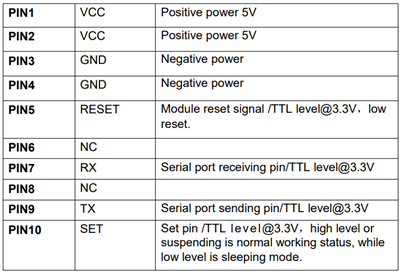 PIN1 VCC Positive power 5V
PIN2 VCC Positive power 5V
PIN3 GND Negative power
PIN4 GND Negative power
PIN5 RESET Module reset signal /TTL level@3.3V，low
reset.
PIN6 NC
PIN7 RX Serial port receiving pin/TTL level@3.3V
PIN8 NC
PIN9 TX Serial port sending pin/TTL level@3.3V
PIN10 SET Set pin /TTL level@3.3V，high level or
suspending is normal working status, while
low level is sleeping mode.